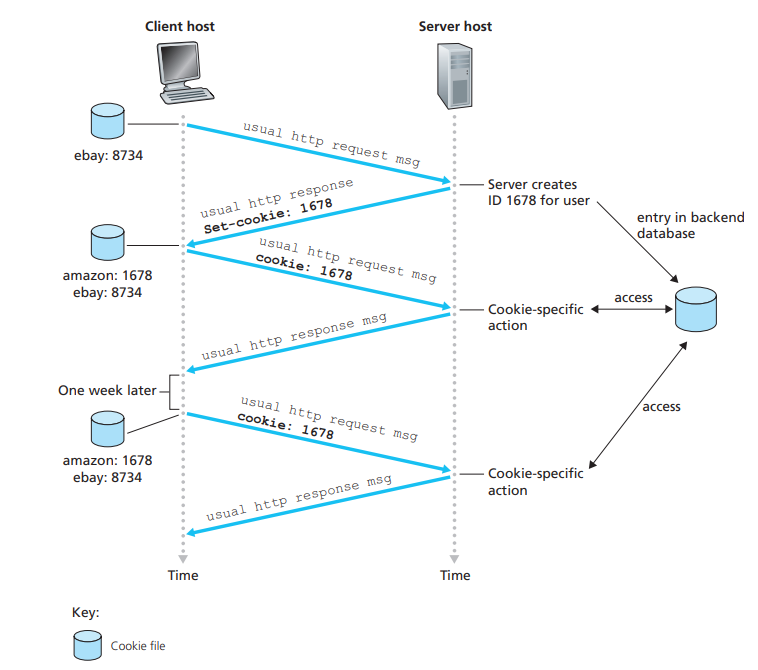 Client host
Server host
ebay: 8734
usual http request msg
Server creates
ID 1678 for user
entry in backend
database
usual http response
Set-cookie: 1678
amazon: 1678
ebay: 8734
usual http request msg
cookie: 1678
Cookie-specific
action
access
usual http response msg
One week later
amazon: 1678
ebay: 8734
usual http request msg
cookie: 1678
access
Cookie-specific
action
usual http response msg
Time
Time
Key:
Cookie file